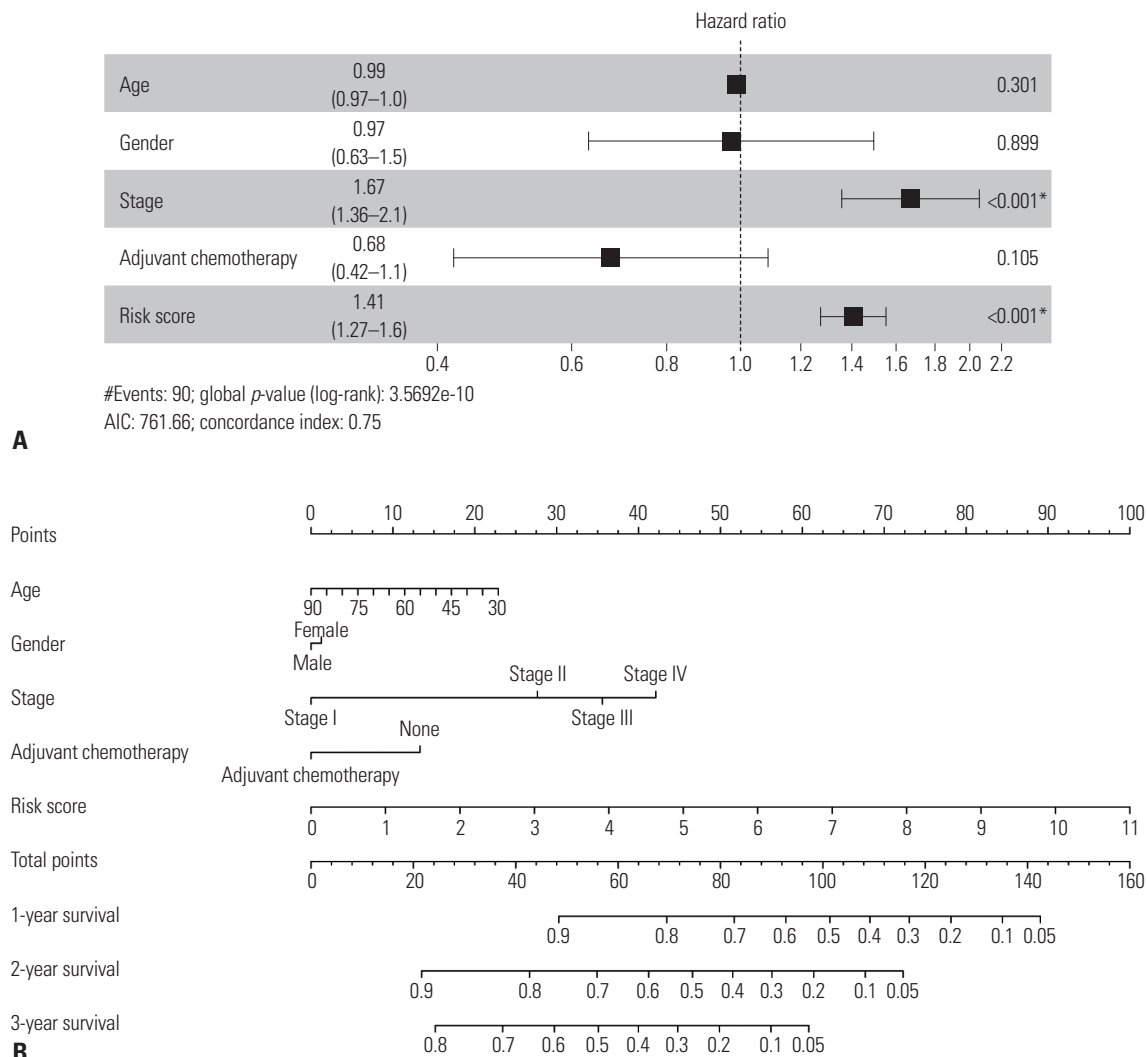 Hazard ratio
Age 0.99 (0.97–1.0) 0.301
Gender 0.97 (0.63–1.5) 0.899
Stage 1.67 (1.36–2.1) <0.001*
Adjuvant chemotherapy 0.68 (0.42–1.1) 0.105
Risk score 1.41 (1.27–1.6) <0.001*
0.4 0.6 0.8 1.0 1.2 1.4 1.6 1.8 2.0 2.2
#Events: 90; global p-value (log-rank): 3.5692e-10
AIC: 761.66; concordance index: 0.75
A
0 10 20 30 40 50 60 70 80 90 100
Points
Age
90 75 60 45 30
Female
Gender
Male
Stage II Stage IV
Stage
Stage I Stage III
None
Adjuvant chemotherapy
Adjuvant chemotherapy
Risk score
0 1 2 3 4 5 6 7 8 9 10 11
Total points
0 20 40 60 80 100 120 140 160
1-year survival
0.9 0.8 0.7 0.6 0.5 0.4 0.3 0.2 0.1 0.05
2-year survival
0.9 0.8 0.7 0.6 0.5 0.4 0.3 0.2 0.1 0.05
3-year survival
0.8 0.7 0.6 0.5 0.4 0.3 0.2 0.1 0.05
B